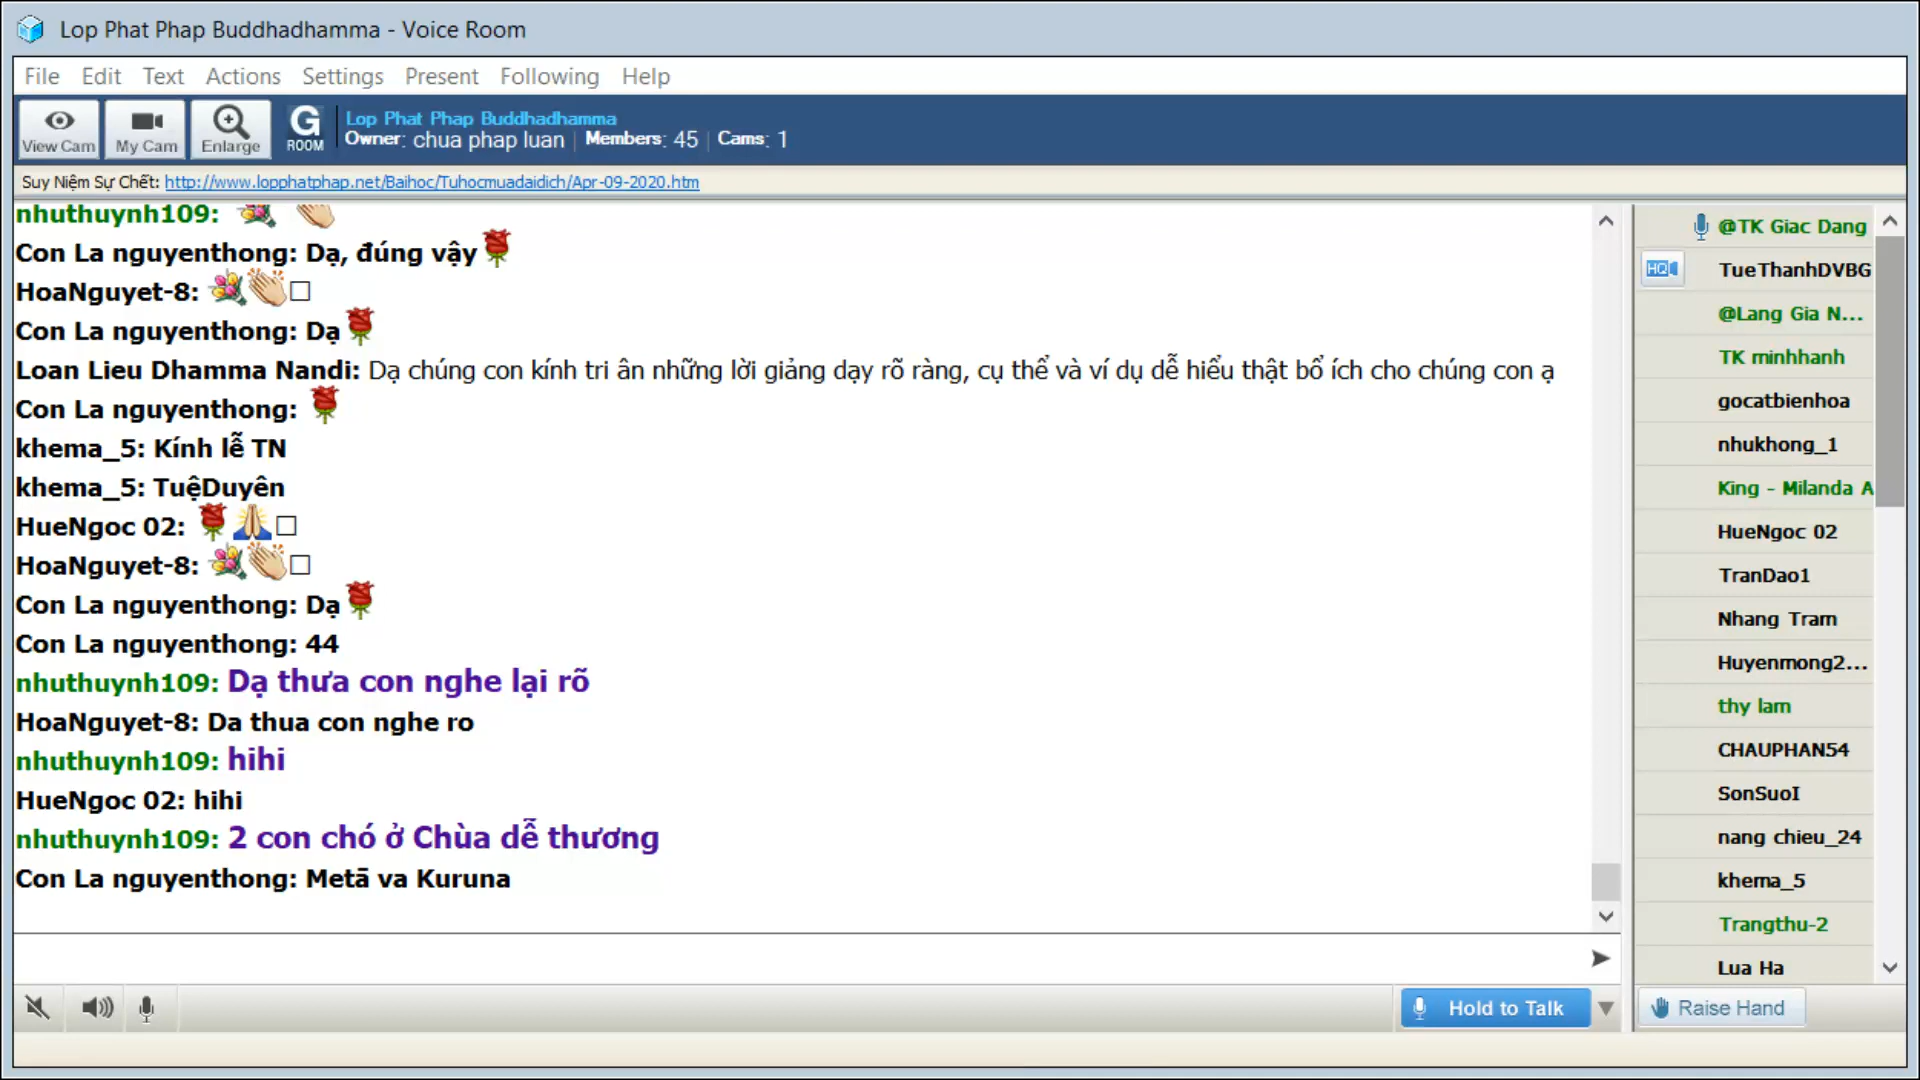 Lop Phat Phap Buddhadhamma - Voice Room
File Edit Text Actions Settings Present Following Help
View Cam My Cam Enlarge G ROOM
Lop Phat Phap Buddhadhamma
Owner: chua phap luan | Members: 45 | Cams: 1
Suy Niệm Sự Chết: http://www.lopphatphap.net/Baihoc/Tuhocmuadaidich/Apr-09-2020.htm
nhuthuynh109:
Con La nguyenthong: Dạ, đúng vậy
HoaNguyet-8:
Con La nguyenthong: Dạ
Loan Lieu Dhamma Nandi: Dạ chúng con kính tri ân những lời giảng dạy rõ ràng, cụ thể và ví dụ dễ hiểu thật bổ ích cho chúng con ạ
Con La nguyenthong:
khema_5: Kính lễ TN
khema_5: TuệDuyên
HueNgoc 02:
HoaNguyet-8:
Con La nguyenthong: Dạ
Con La nguyenthong: 44
nhuthuynh109: Dạ thưa con nghe lại rõ
HoaNguyet-8: Da thua con nghe ro
nhuthuynh109: hihi
HueNgoc 02: hihi
nhuthuynh109: 2 con chó ở Chùa dễ thương
Con La nguyenthong: Metā va Kuruna
@TK Giac Dang
HQ TueThanhDVBG
@Lang Gia N...
TK minhhanh
gocatbienhoa
nhukhong_1
King - Milanda A
HueNgoc 02
TranDao1
Nhang Tram
Huyenmong2...
thy lam
CHAUPHAN54
SonSuoI
nang chieu_24
khema_5
Trangthu-2
Lua Ha
Hold to Talk
Raise Hand